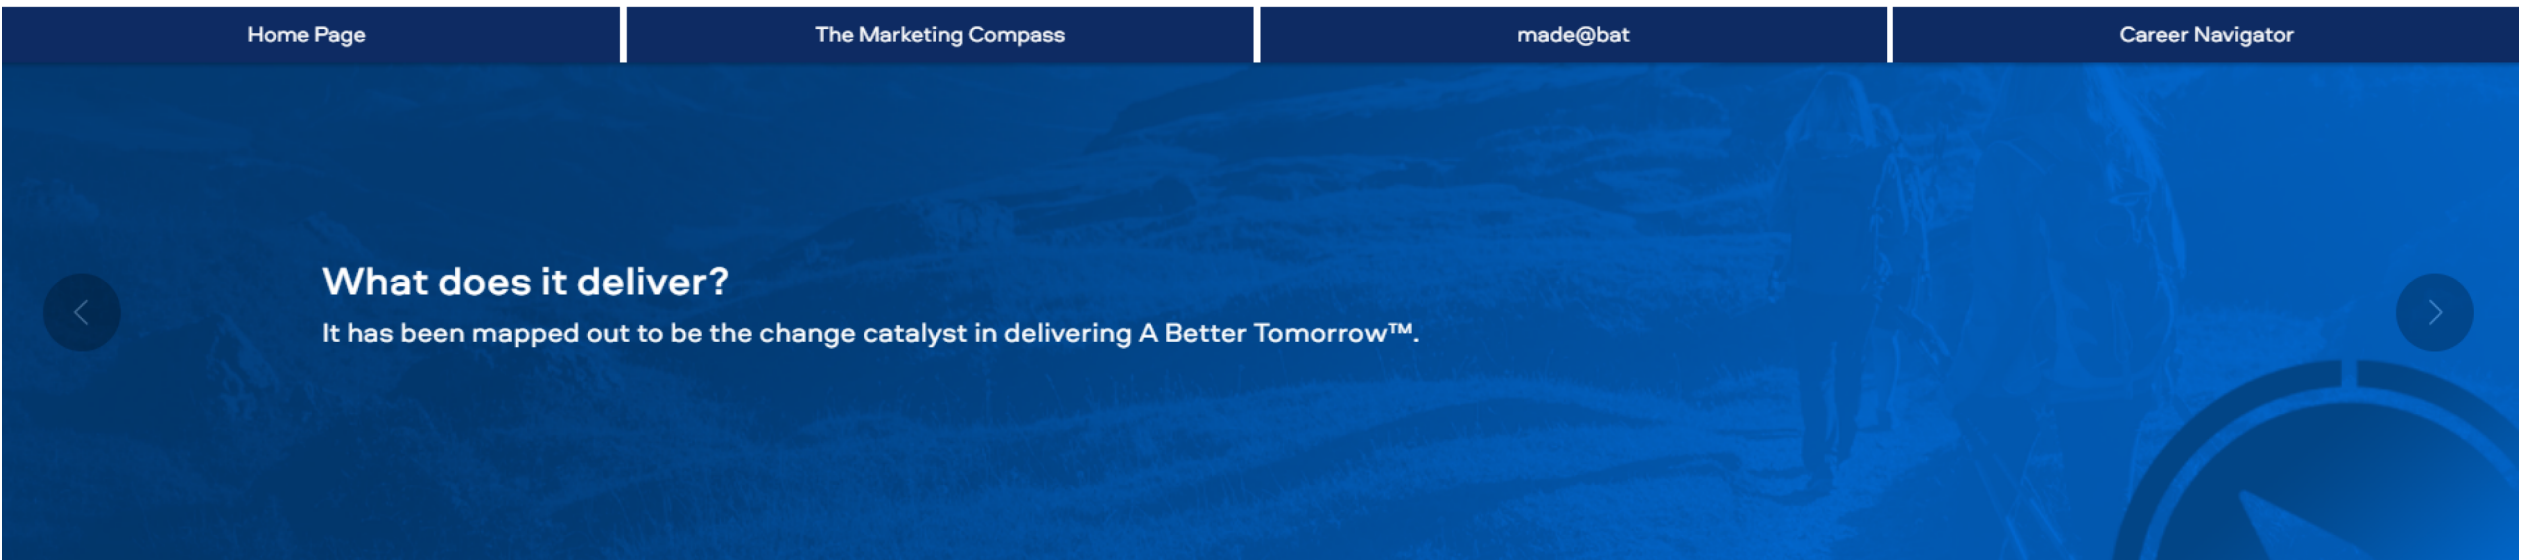 Home Page
The Marketing Compass
made@bat
Career Navigator
What does it deliver?
It has been mapped out to be the change catalyst in delivering A Better Tomorrow™.